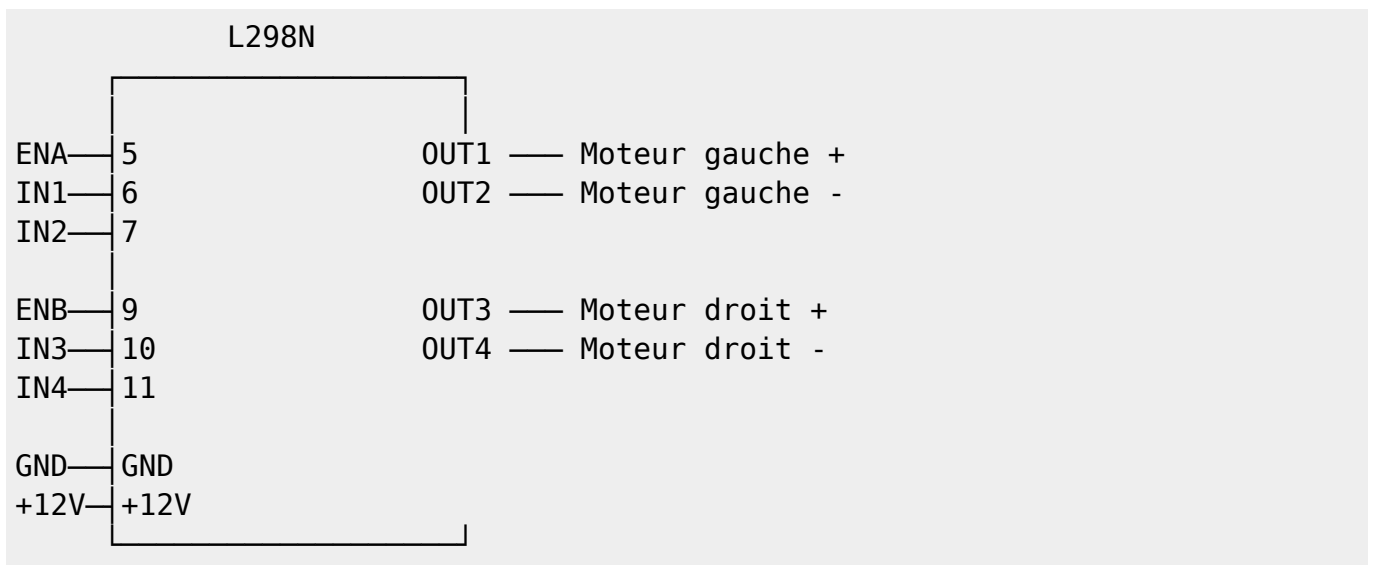 L298N
ENA 5 OUT1 Moteur gauche +
IN1 6 OUT2 Moteur gauche -
IN2 7
ENB 9 OUT3 Moteur droit +
IN3 10 OUT4 Moteur droit -
IN4 11
GND GND
+12V +12V